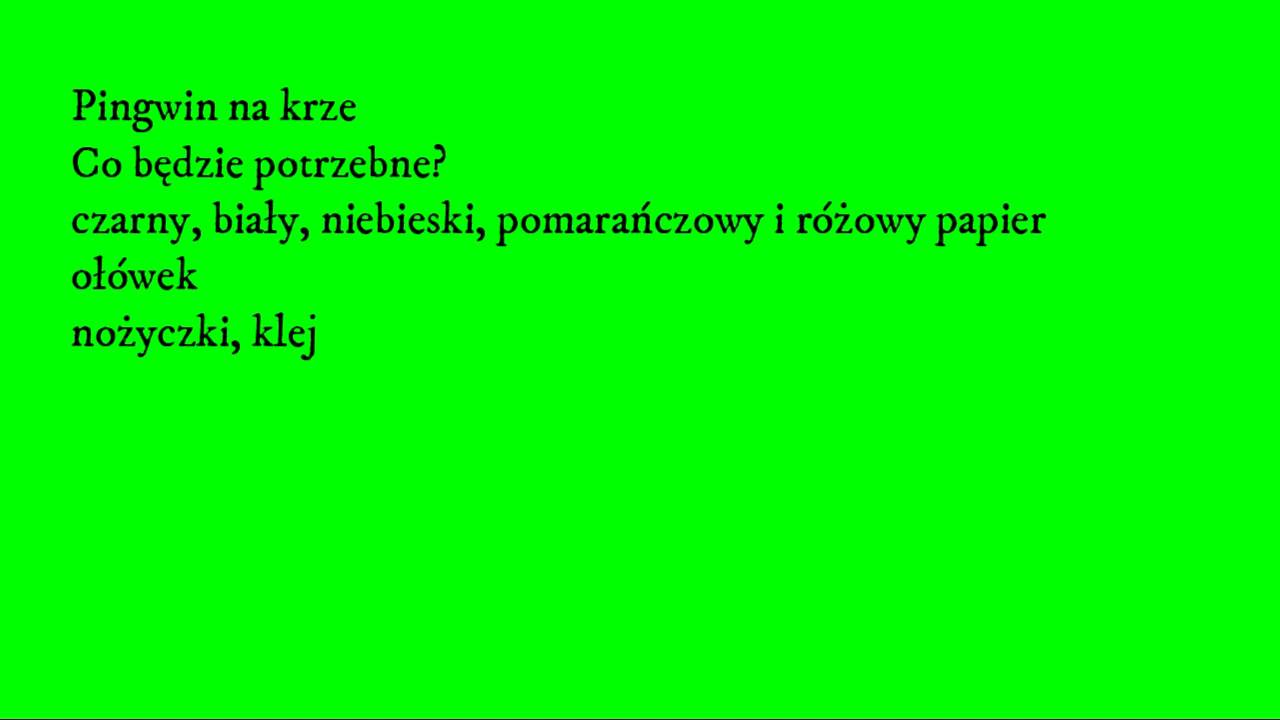 Pingwin na krze
Co będzie potrzebne?
czarny, biały, niebieski, pomarańczowy i różowy papier
ołówek
nożyczki, klej